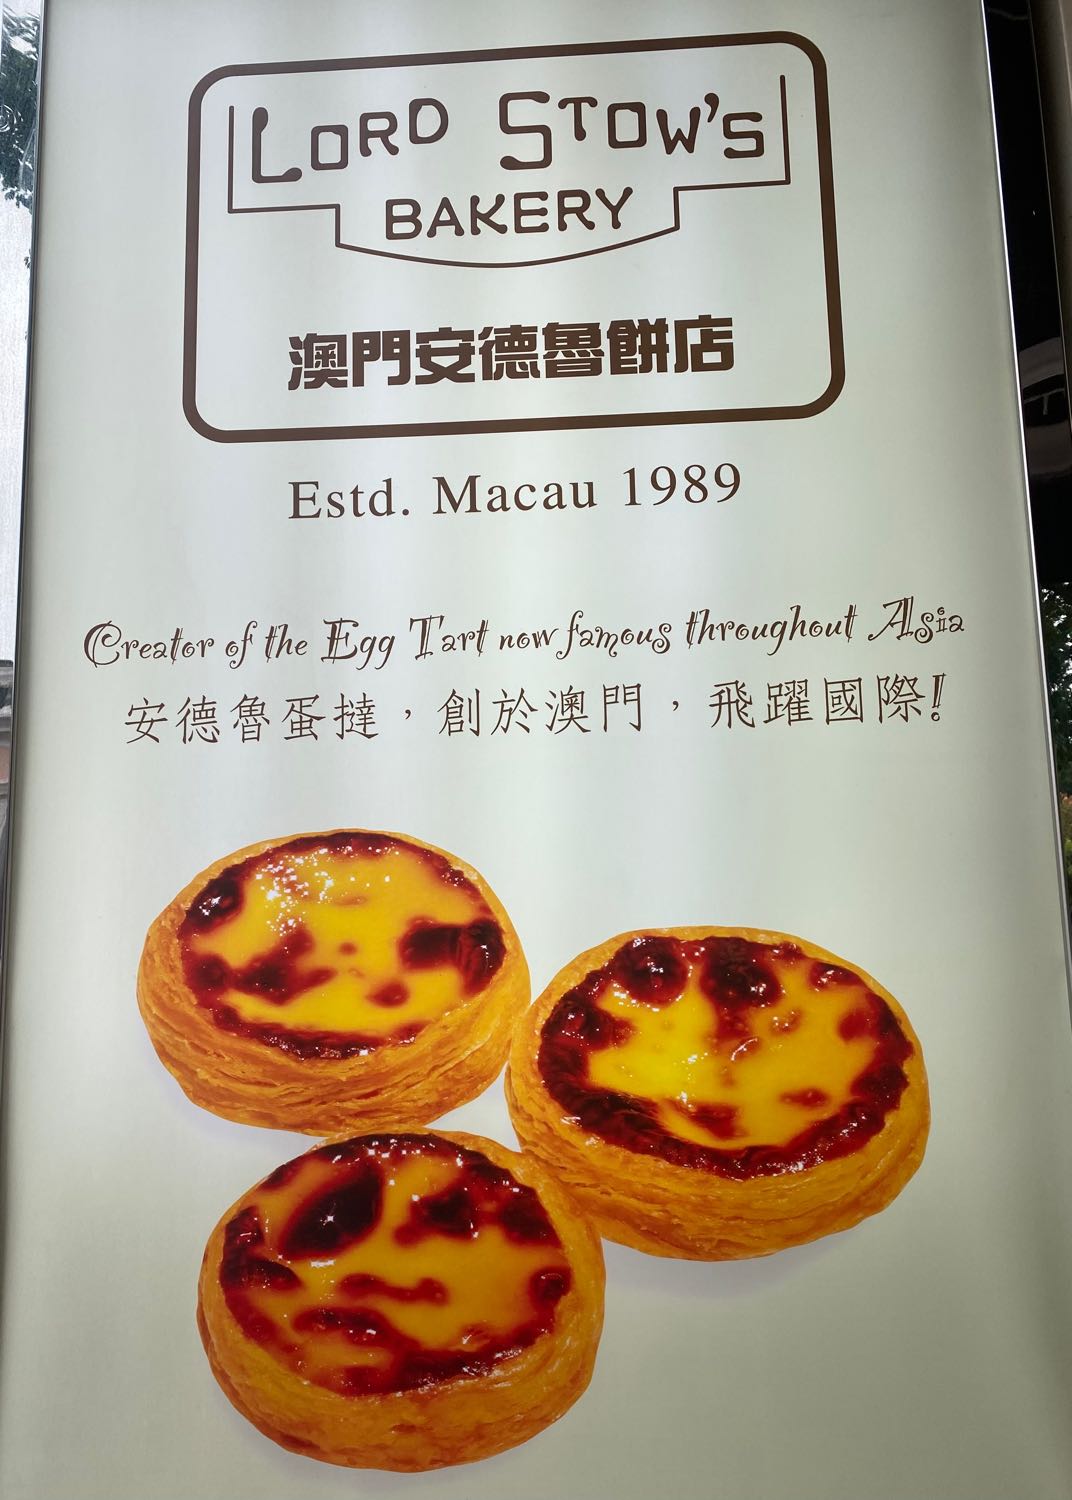 LORD STOW'S
BAKERY
澳門安德魯餅店
Estd. Macau 1989
Creator of the Egg Tart now famous throughout Asia
安德魯蛋撻，創於澳門，飛躍國際！